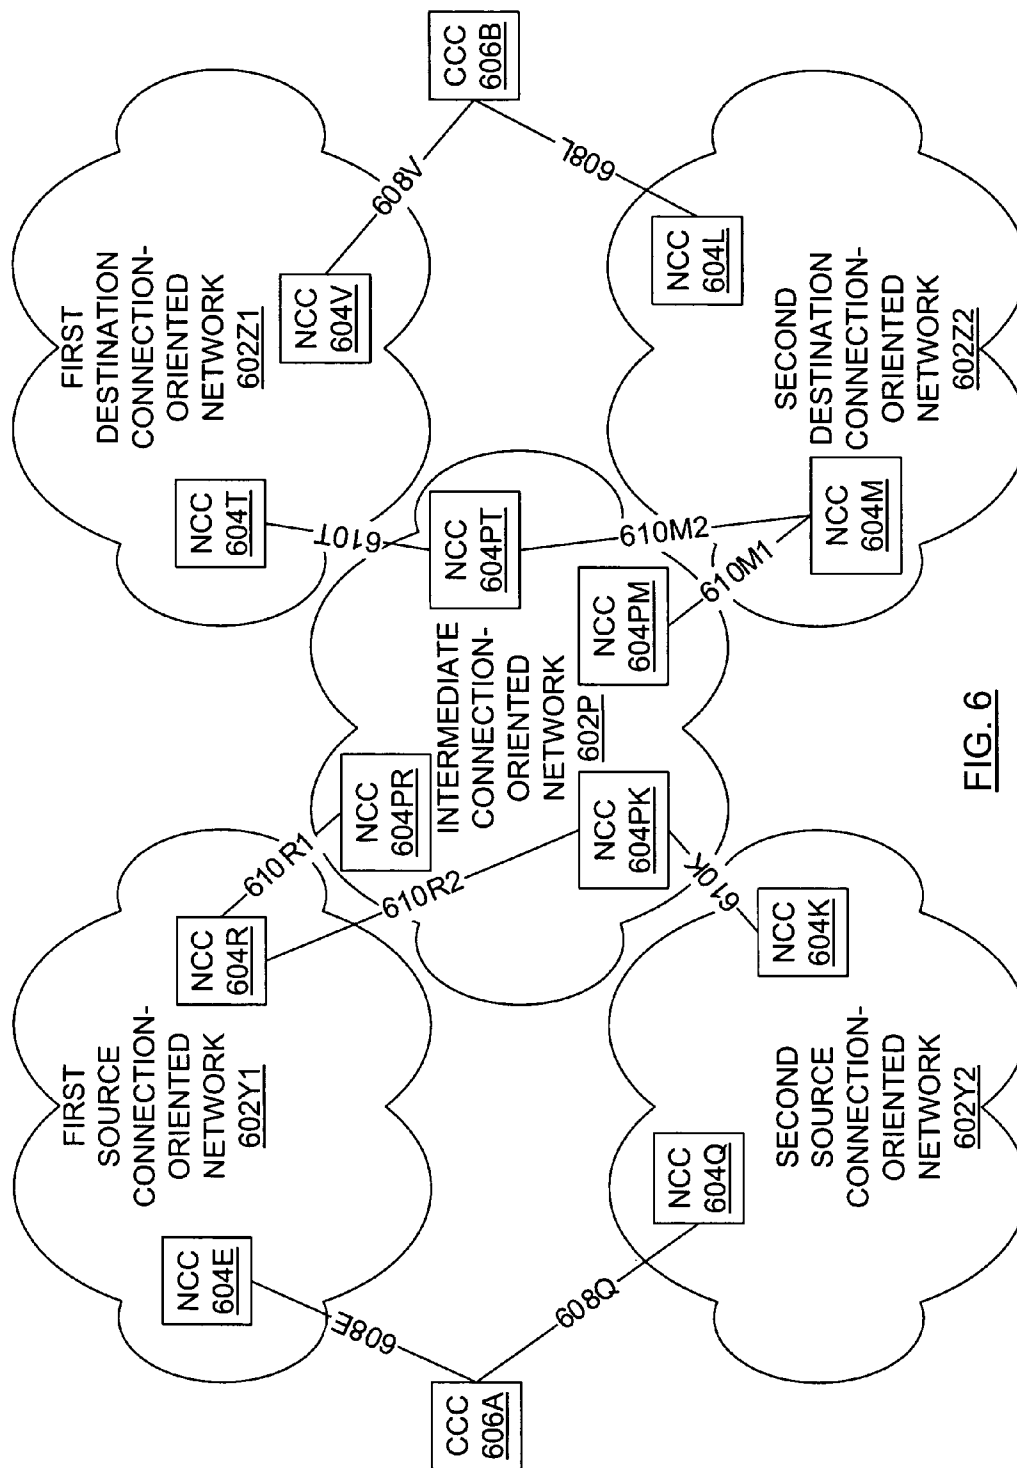 FIRST
SOURCE
CONNECTION-
ORIENTED
NETWORK
602Y1
NCC
604E
NCC
604R
610R1
610R2
608E
CCC
606A
608Q
SECOND
SOURCE
CONNECTION-
ORIENTED
NETWORK
602Y2
NCC
604Q
NCC
604K
610K
INTERMEDIATE
CONNECTION-
ORIENTED
NETWORK
602P
NCC
604PR
NCC
604PK
NCC
604PT
NCC
604PM
610T
610M2
610M1
FIRST
DESTINATION
CONNECTION-
ORIENTED
NETWORK
602Z1
NCC
604T
NCC
604V
608V
CCC
606B
608L
SECOND
DESTINATION
CONNECTION-
ORIENTED
NETWORK
602Z2
NCC
604L
NCC
604M
FIG. 6